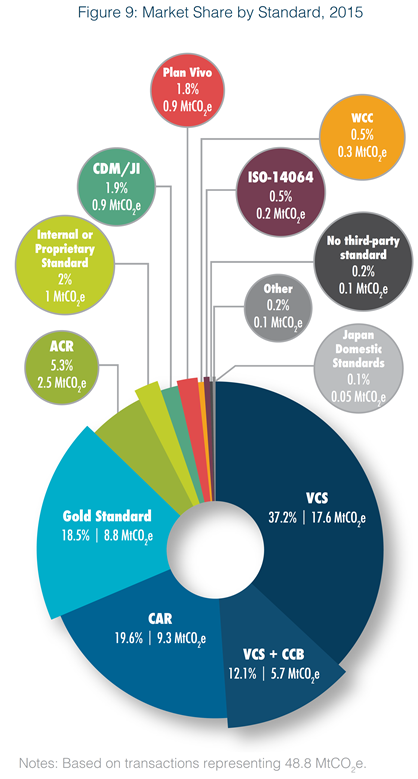 Figure 9: Market Share by Standard, 2015
Plan Vivo
1.8%
0.9 MtCO₂e
WCC
0.5%
0.3 MtCO₂e
CDM/JI
1.9%
0.9 MtCO₂e
ISO-14064
0.5%
0.2 MtCO₂e
Internal or
Proprietary
Standard
2%
1 MtCO₂e
No third-party
standard
0.2%
0.1 MtCO₂e
Other
0.2%
0.1 MtCO₂e
ACR
5.3%
2.5 MtCO₂e
Japan
Domestic
Standards
0.1%
0.05 MtCO₂e
VCS
37.2% | 17.6 MtCO₂e
Gold Standard
18.5% | 8.8 MtCO₂e
CAR
19.6% | 9.3 MtCO₂e
VCS + CCB
12.1% | 5.7 MtCO₂e
Notes: Based on transactions representing 48.8 MtCO₂e.